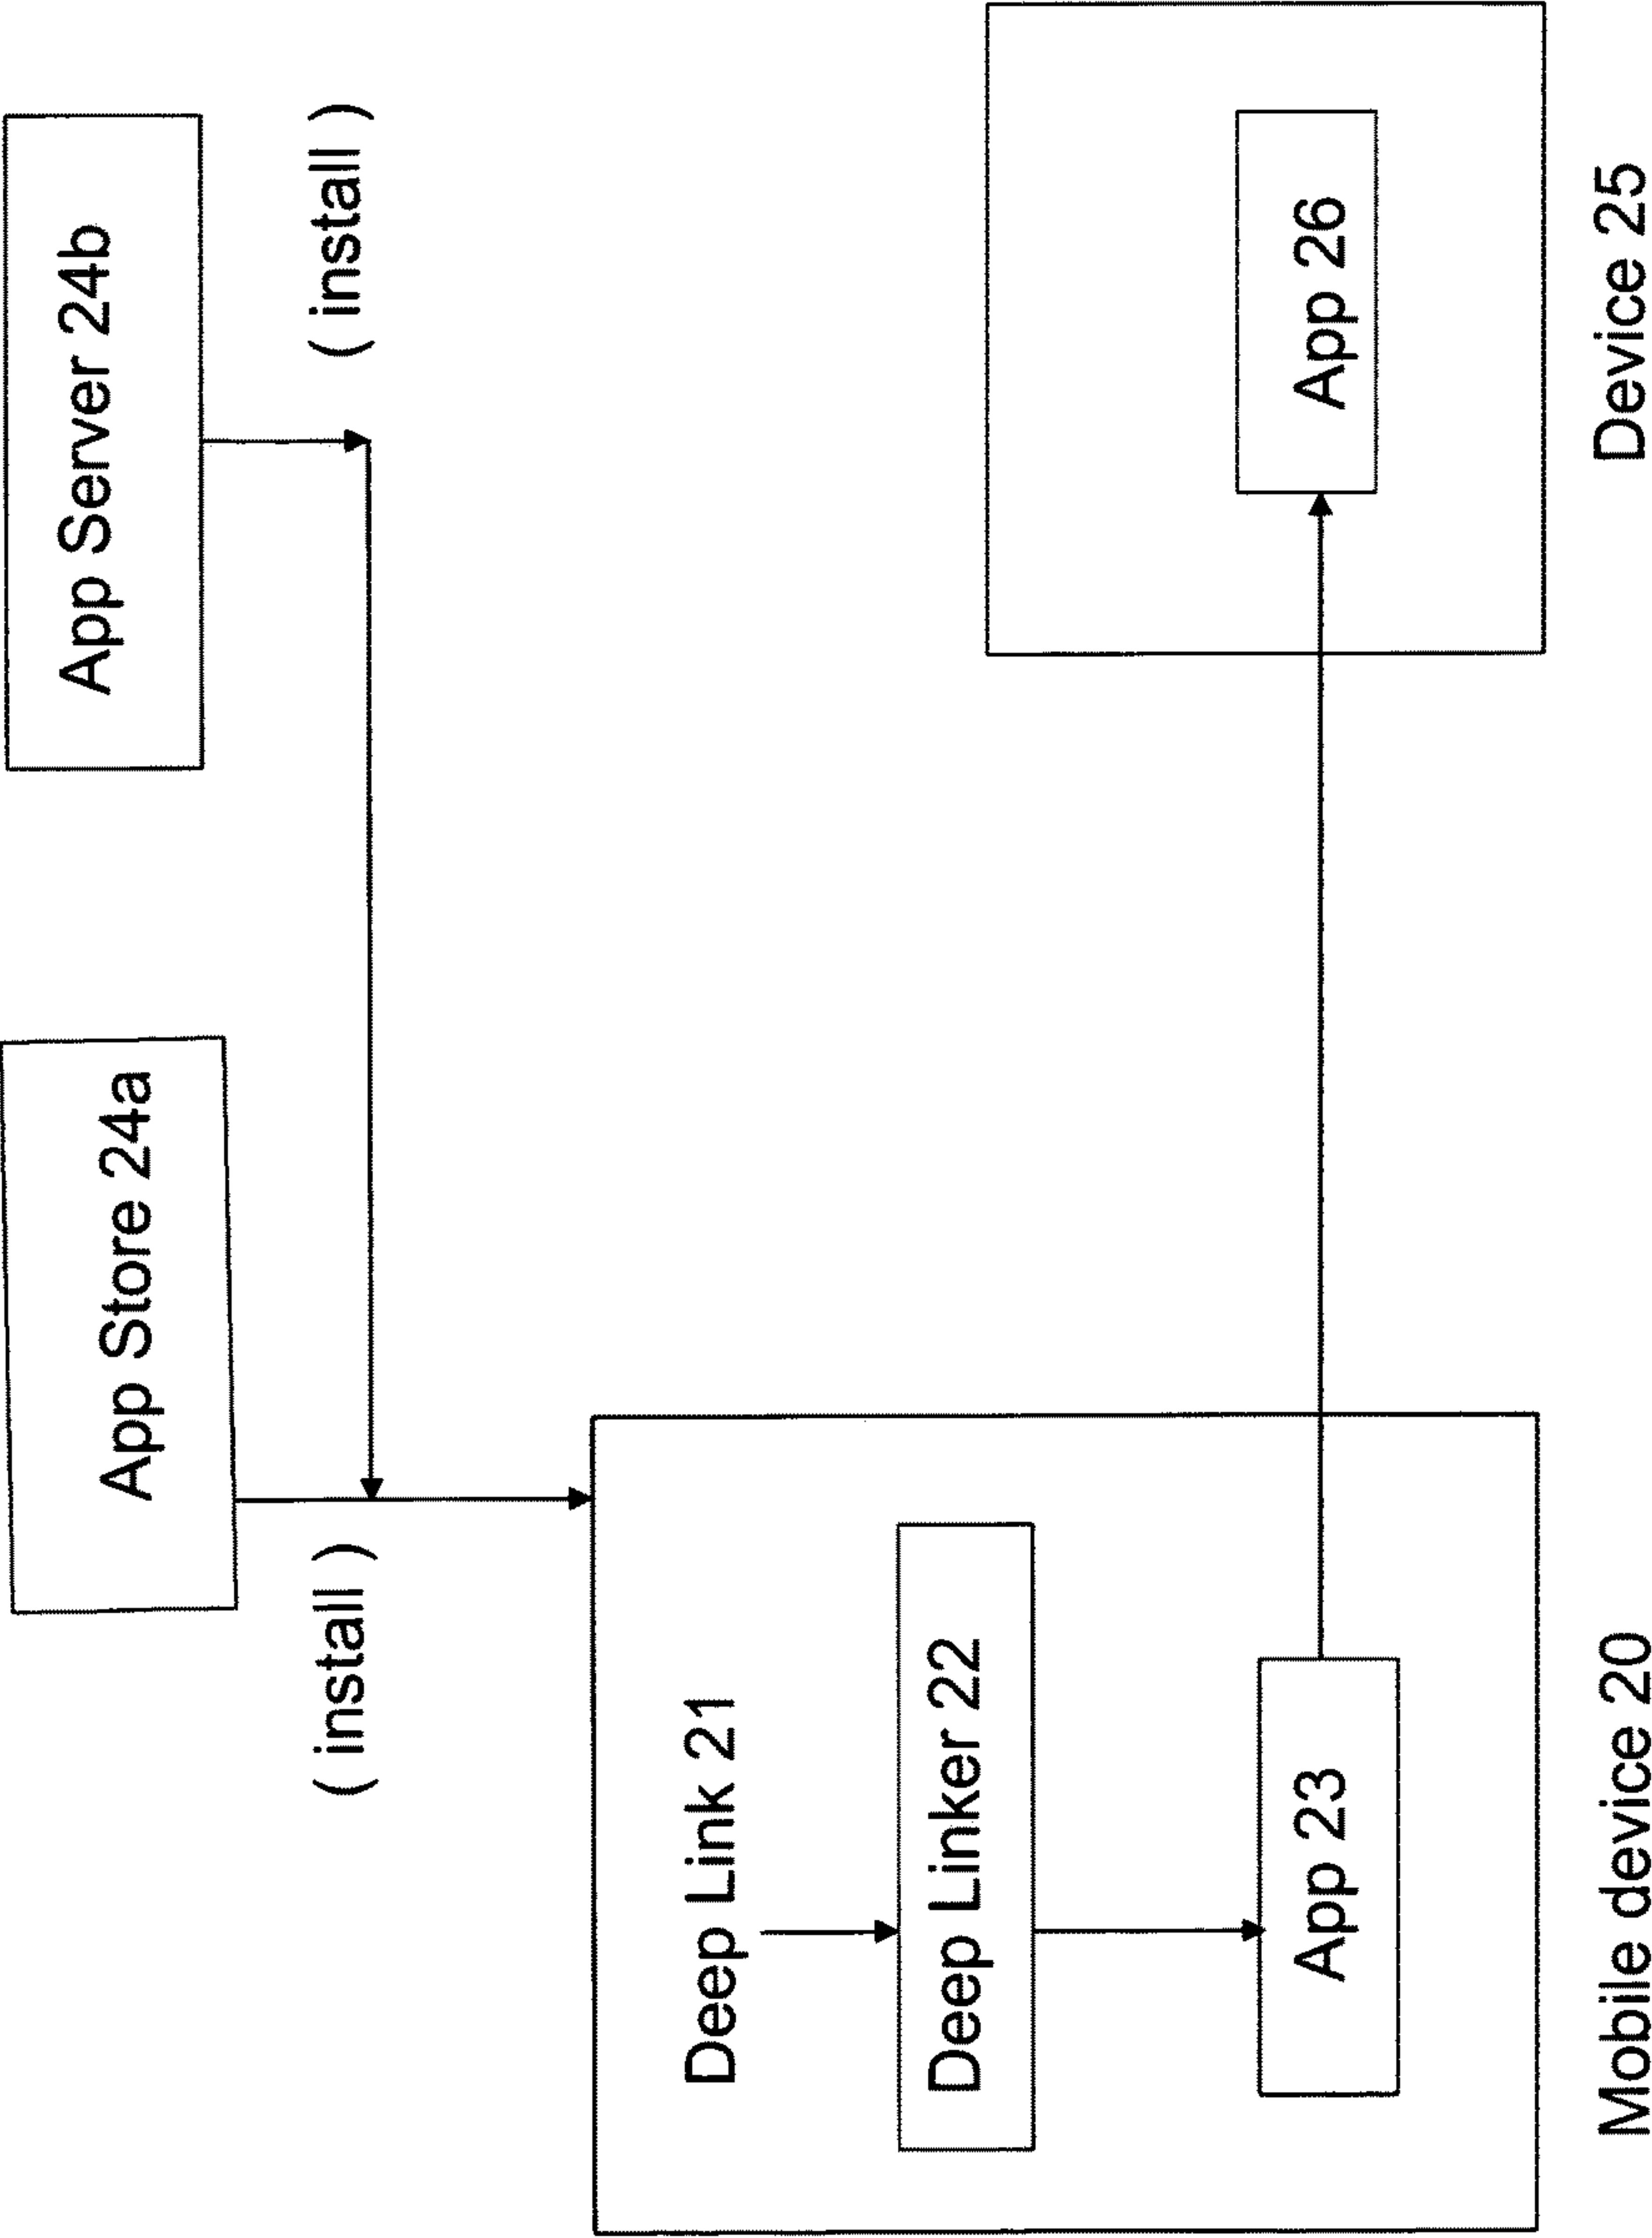 App Store 24a
App Server 24b
( install )
( install )
Deep Link 21
Deep Linker 22
App 23
App 26
Mobile device 20
Device 25